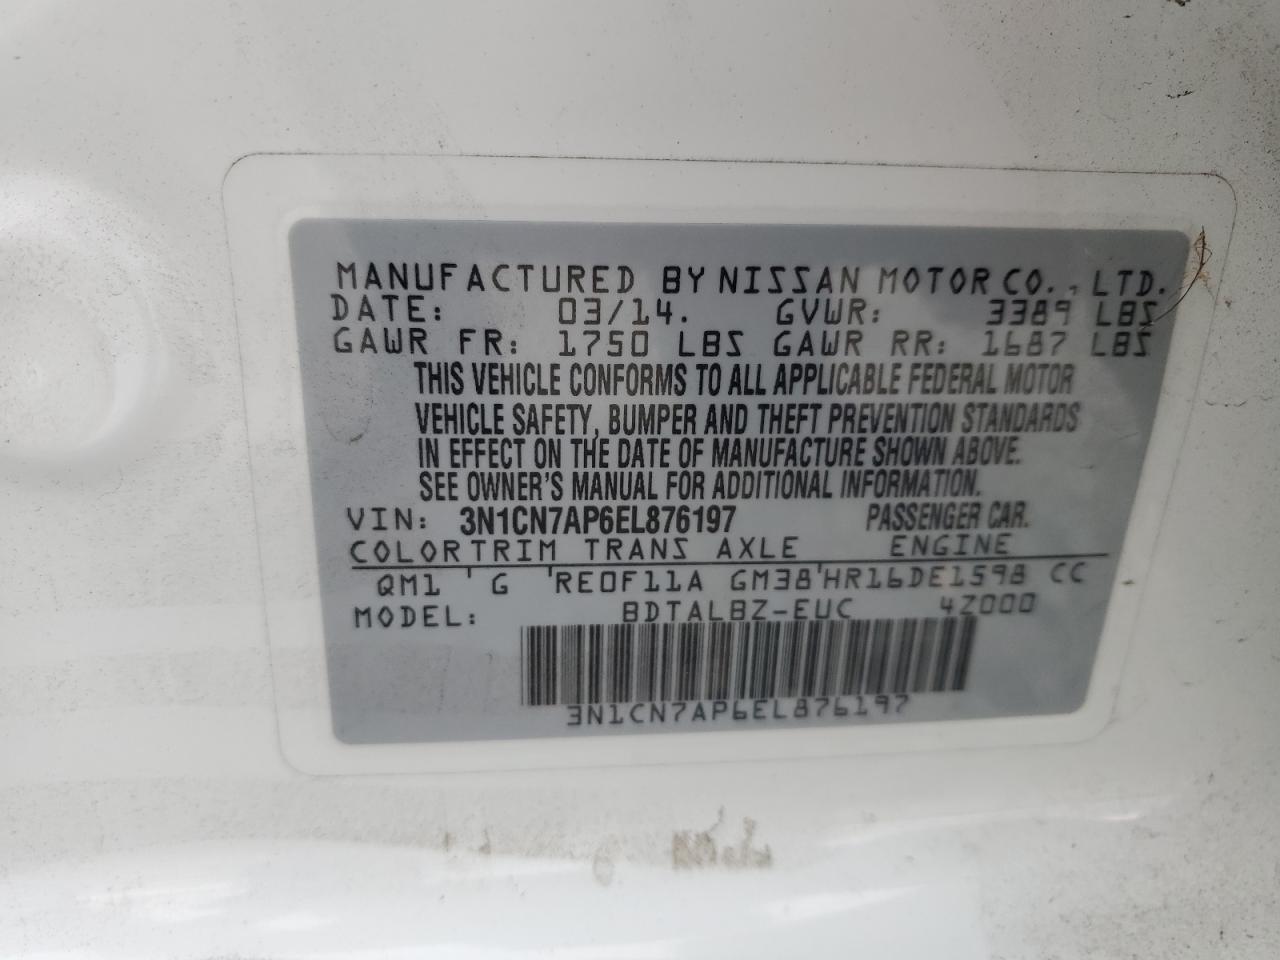 MANUFACTURED BY NISSAN MOTOR CO., LTD.
DATE: 03/14. GVWR: 3389 LBS
GAWR FR: 1750 LBS GAWR RR: 1687 LBS
THIS VEHICLE CONFORMS TO ALL APPLICABLE FEDERAL MOTOR
VEHICLE SAFETY, BUMPER AND THEFT PREVENTION STANDARDS
IN EFFECT ON THE DATE OF MANUFACTURE SHOWN ABOVE.
SEE OWNER'S MANUAL FOR ADDITIONAL INFORMATION.
VIN: 3N1CN7AP6EL876197 PASSENGER CAR.
COLOR TRIM TRANS AXLE ENGINE
QM1 ' G ' RE0F11A GM38 ' HR16DE1598 CC
MODEL: BDTALBZ-EUC 4Z000
3N1CN7AP6EL876197